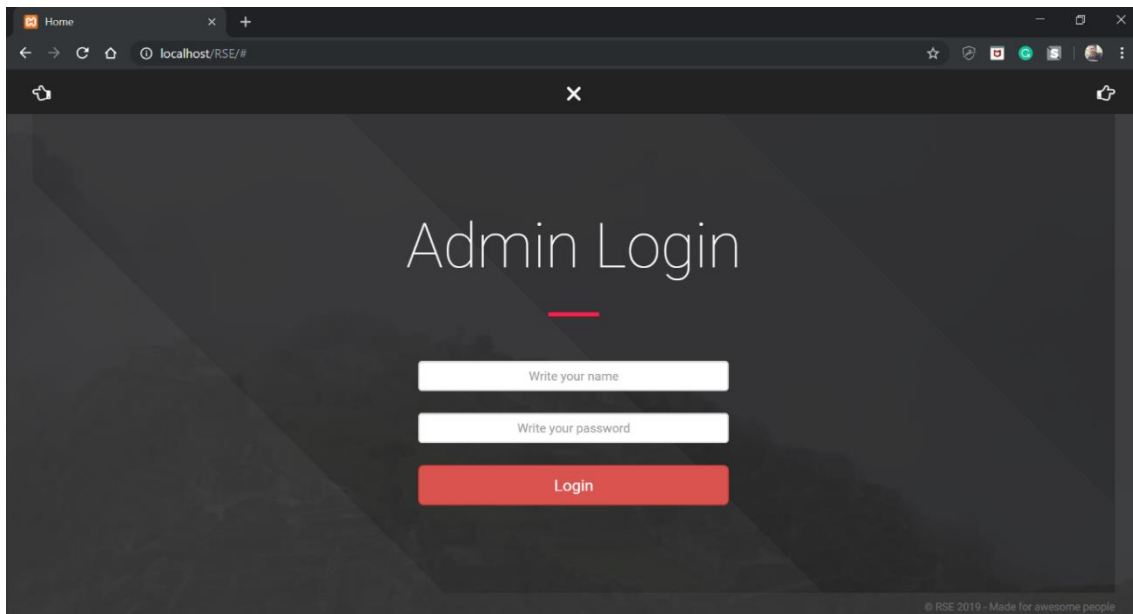 Home
localhost/RSE/#
Admin Login
Write your name
Write your password
Login
© RSE 2019 - Made for awesome people